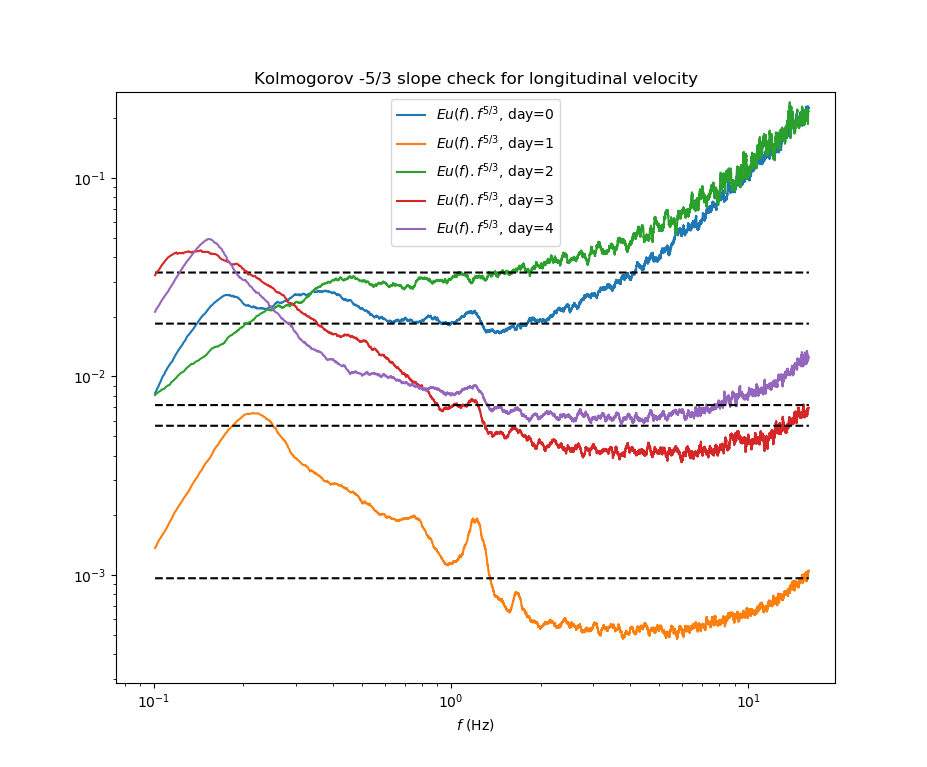 Kolmogorov -5/3 slope check for longitudinal velocity
Eu(f). f^{5/3}, day=0
Eu(f). f^{5/3}, day=1
Eu(f). f^{5/3}, day=2
Eu(f). f^{5/3}, day=3
Eu(f). f^{5/3}, day=4
10^{-1}
10^{-2}
10^{-3}
10^{-1} 10^{0} 10^{1}
f (Hz)